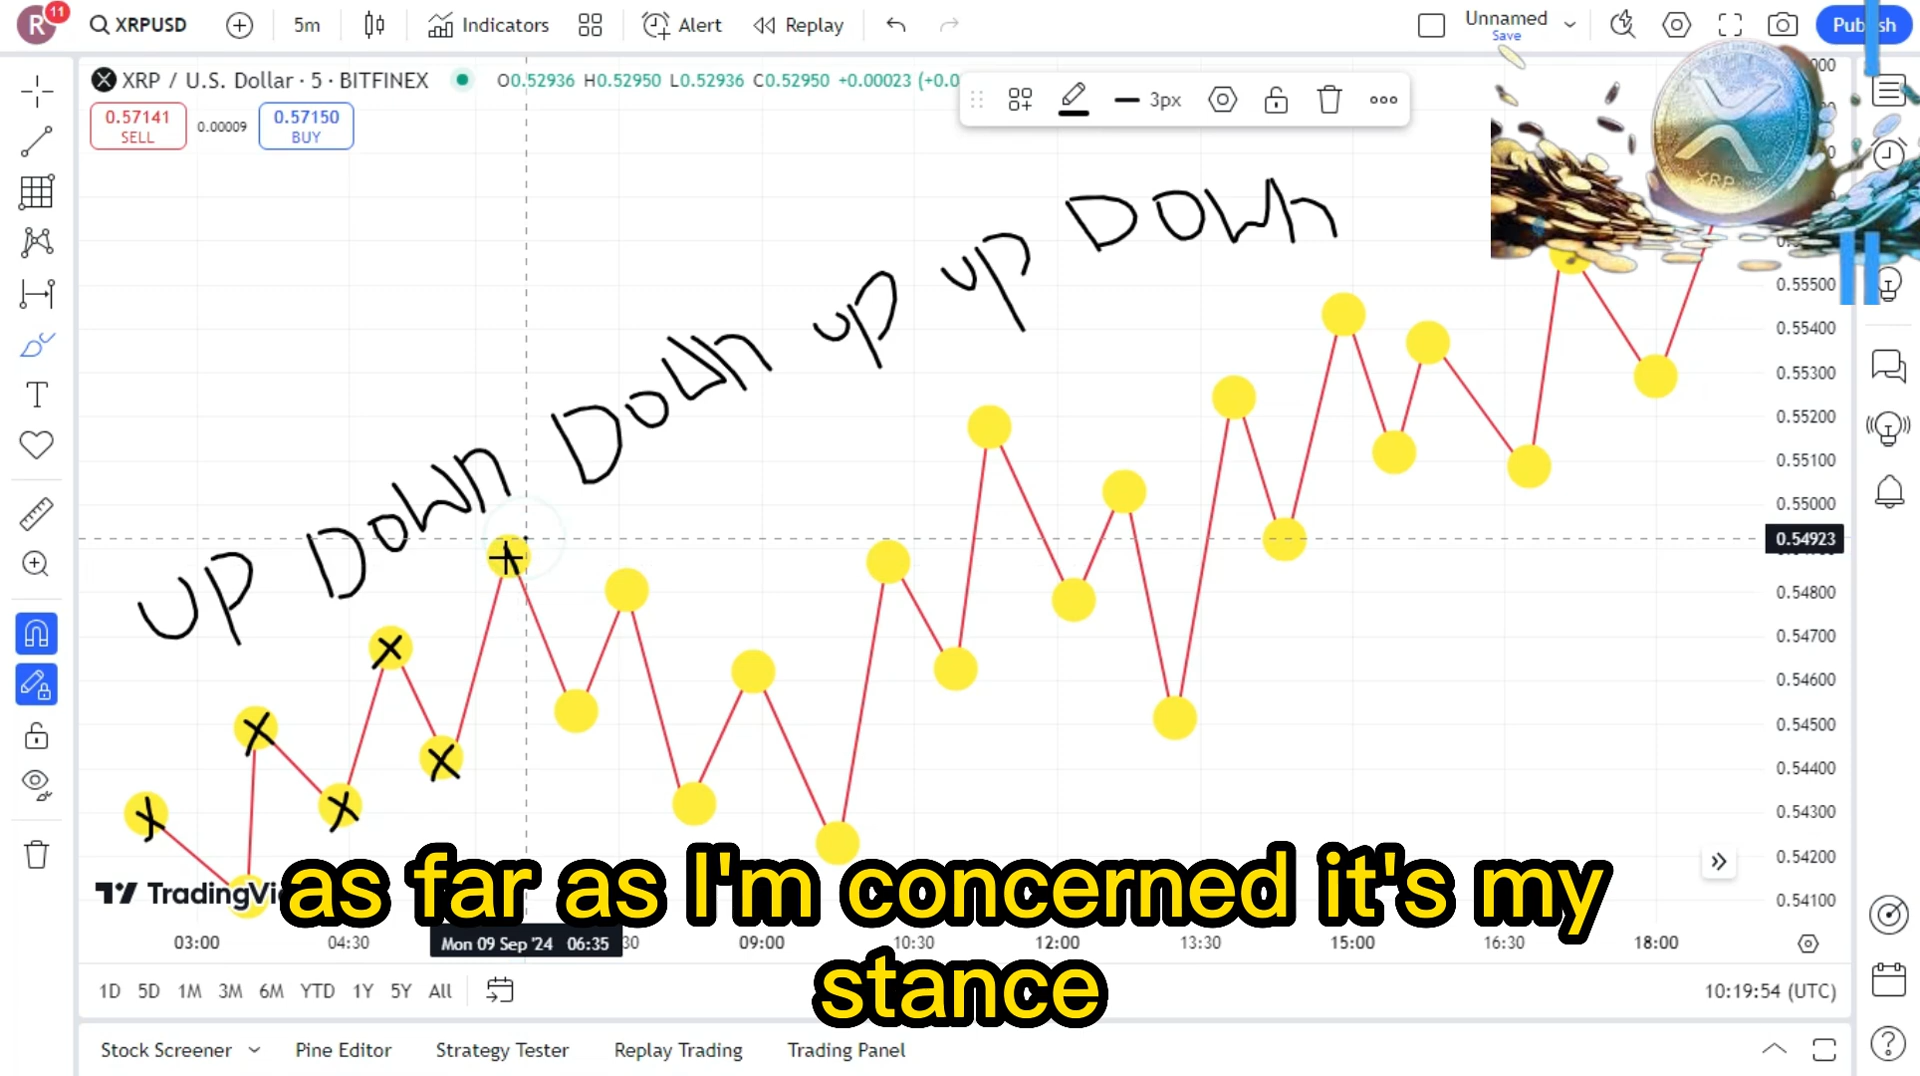 R 11 XRPUSD 5m Indicators Alert Replay Unnamed Save Publish
XRP / U.S. Dollar · 5 · BITFINEX O0.52936 H0.52950 L0.52936 C0.52950 +0.00023 (+0.0
3px
0.57141 SELL 0.00009 0.57150 BUY
XRP
UP DOWN DOWN up up DOWN
0.55500
0.55400
0.55300
0.55200
0.55100
0.55000
0.54923
0.54800
0.54700
0.54600
0.54500
0.54400
0.54300
0.54200
0.54100
TradingVi
as far as I'm concerned it's my
stance
03:00 04:30 Mon 09 Sep '24 06:35 :30 09:00 10:30 12:00 13:30 15:00 16:30 18:00
1D 5D 1M 3M 6M YTD 1Y 5Y All 10:19:54 (UTC)
Stock Screener Pine Editor Strategy Tester Replay Trading Trading Panel